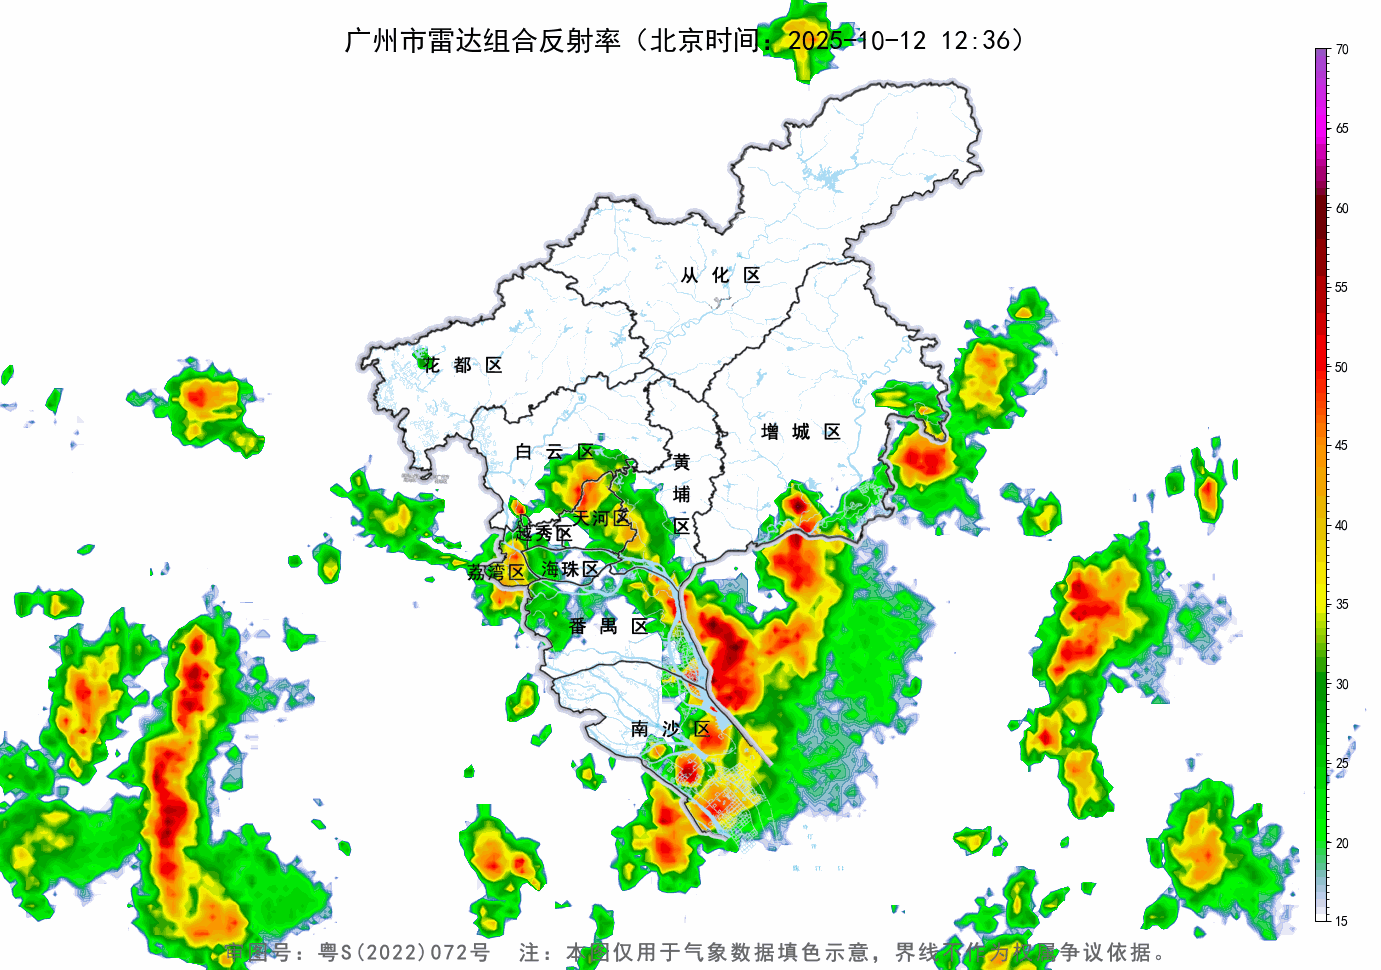 广州市雷达组合反射率（北京时间：2025-10-12 12:36）
70
65
60
55
50
45
40
35
30
25
20
15
从化区
花都区
增城区
白云区
黄埔区
天河区
越秀区
海珠区
荔湾区
番禺区
南沙区
审图号：粤S(2022)072号 注：本图仅用于气象数据填色示意，界线不作为权属争议依据。